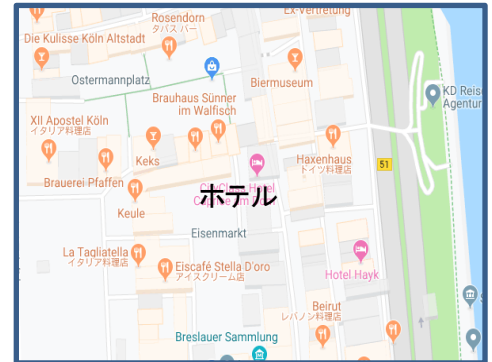 Ex-Vertretung
Rosendorn
タパス バー
Die Kulisse Köln Altstadt
Ostermannplatz
Biermuseum
Brauhaus Sünner
im Walfisch
KD Reise
Agentur
XII Apostel Köln
イタリア料理店
Keks
Haxenhaus
ドイツ料理店
51
Brauerei Pfaffen
Hotel
ホテル
Keule
Eisenmarkt
La Tagliatella
イタリア料理店
Eiscafé Stella D'oro
アイスクリーム店
Hotel Hayk
Beirut
レバノン料理店
Breslauer Sammlung